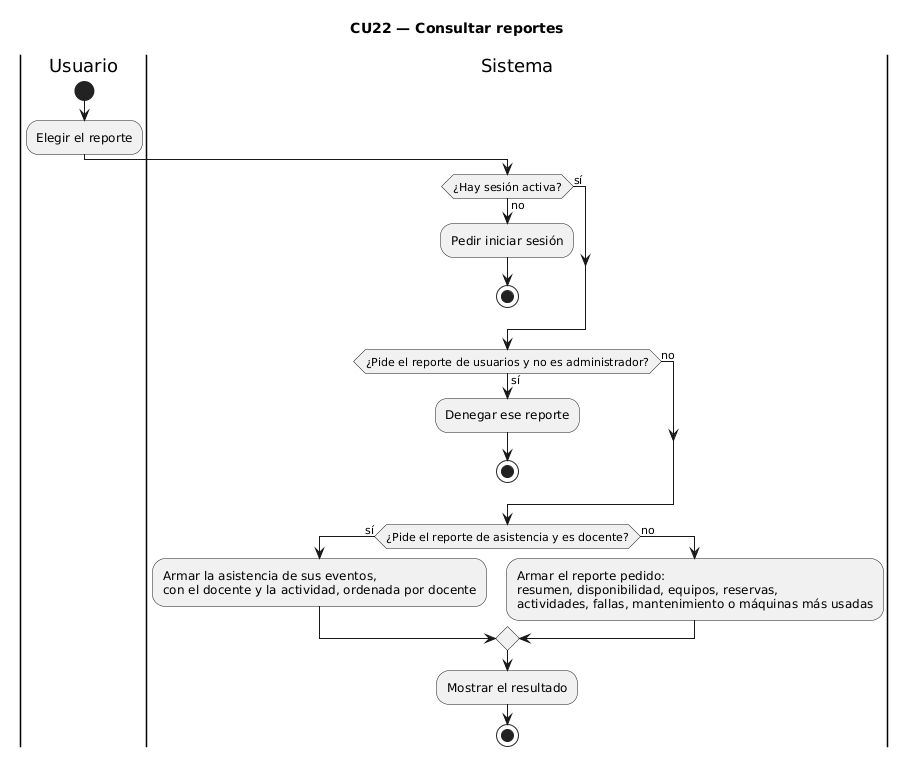 CU22 — Consultar reportes
Usuario
Sistema
Elegir el reporte
¿Hay sesión activa?
sí
no
Pedir iniciar sesión
¿Pide el reporte de usuarios y no es administrador?
no
sí
Denegar ese reporte
sí
¿Pide el reporte de asistencia y es docente?
no
Armar la asistencia de sus eventos,
con el docente y la actividad, ordenada por docente
Armar el reporte pedido:
resumen, disponibilidad, equipos, reservas,
actividades, fallas, mantenimiento o máquinas más usadas
Mostrar el resultado